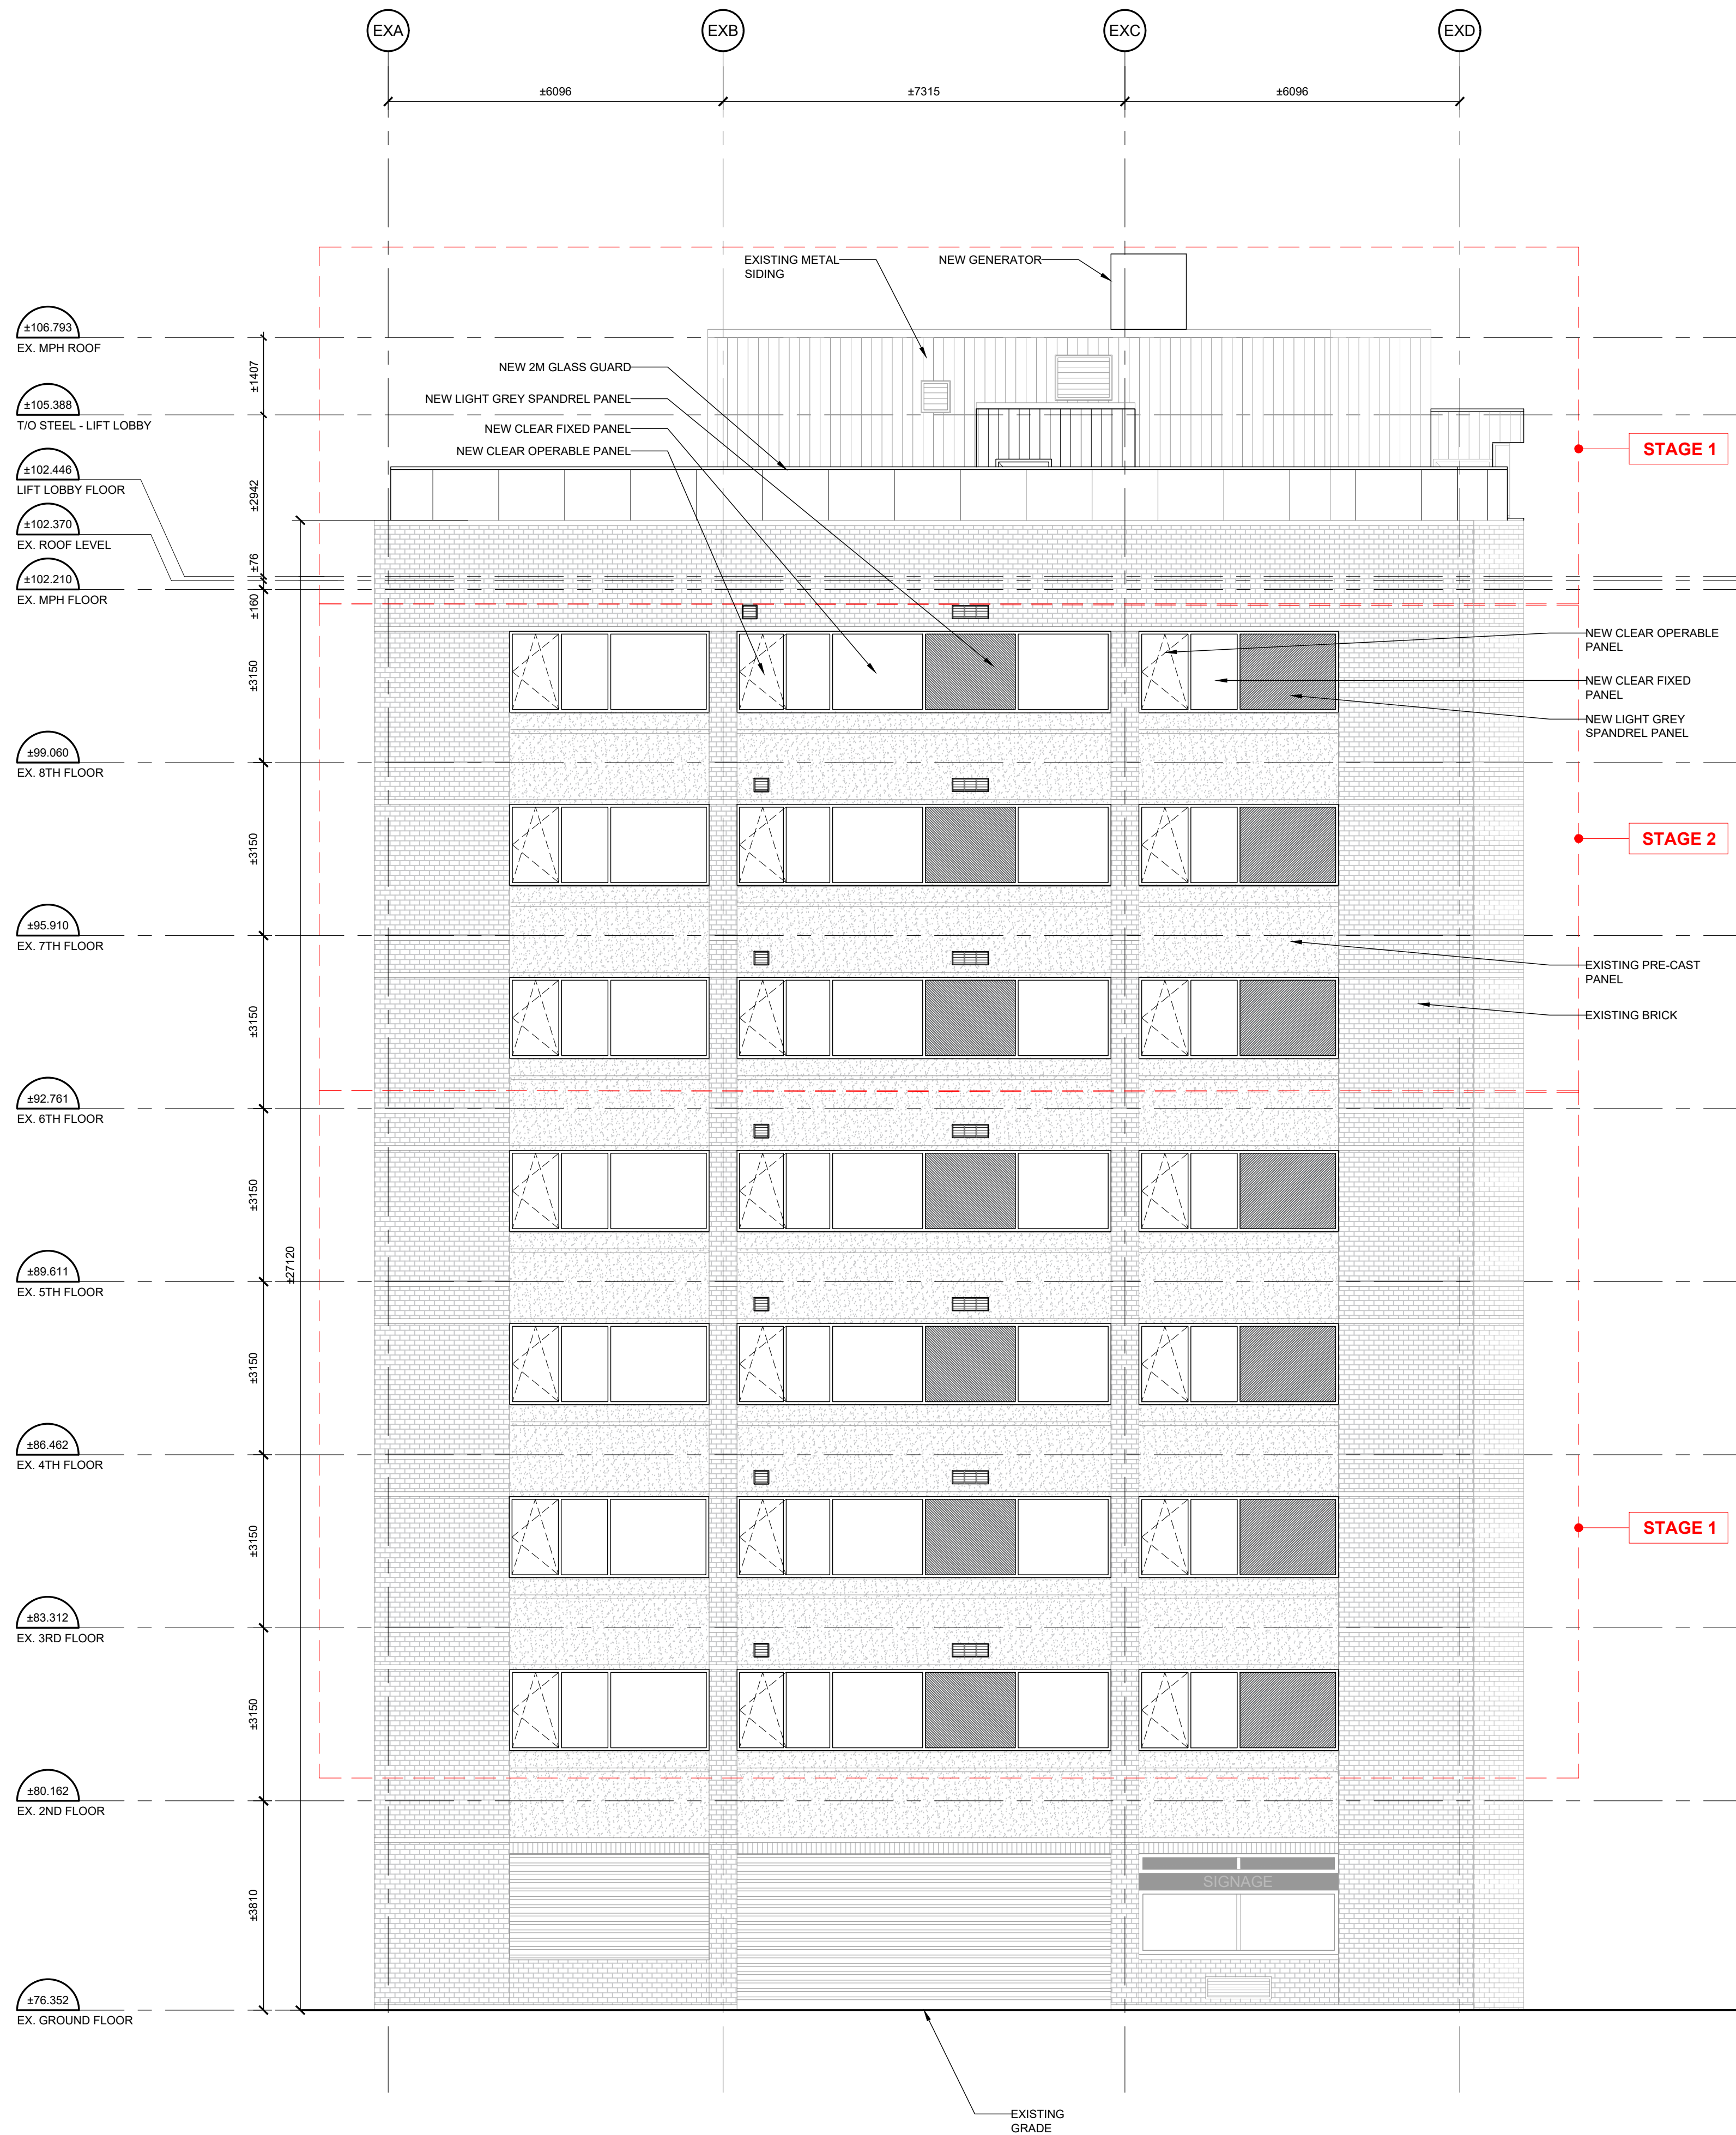 EXA
EXB
EXC
EXD
±6096
±7315
±6096
EXISTING METAL
SIDING
NEW GENERATOR
±106.793
EX. MPH ROOF
±1407
NEW 2M GLASS GUARD
NEW LIGHT GREY SPANDREL PANEL
±105.388
T/O STEEL - LIFT LOBBY
NEW CLEAR FIXED PANEL
NEW CLEAR OPERABLE PANEL
STAGE 1
±102.446
LIFT LOBBY FLOOR
±2942
±102.370
EX. ROOF LEVEL
±76
±102.210
EX. MPH FLOOR
±160
NEW CLEAR OPERABLE
PANEL
±3150
NEW CLEAR FIXED
PANEL
NEW LIGHT GREY
SPANDREL PANEL
±99.060
EX. 8TH FLOOR
±3150
STAGE 2
±95.910
EX. 7TH FLOOR
EXISTING PRE-CAST
PANEL
±3150
EXISTING BRICK
±92.761
EX. 6TH FLOOR
±3150
±27120
±89.611
EX. 5TH FLOOR
±3150
±86.462
EX. 4TH FLOOR
±3150
STAGE 1
±83.312
EX. 3RD FLOOR
±3150
±80.162
EX. 2ND FLOOR
SIGNAGE
±3810
±76.352
EX. GROUND FLOOR
EXISTING
GRADE